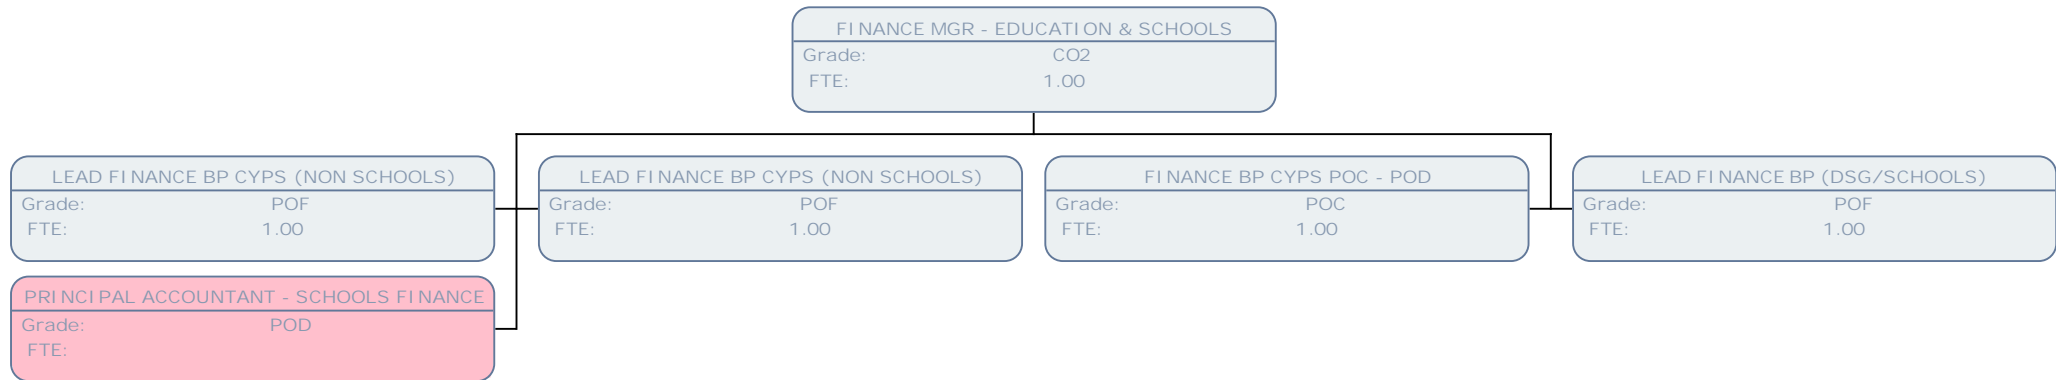 FINANCE MGR - EDUCATION & SCHOOLS
Grade: CO2
FTE: 1.00
LEAD FINANCE BP CYPS (NON SCHOOLS)
Grade: POF
FTE: 1.00
LEAD FINANCE BP CYPS (NON SCHOOLS)
Grade: POF
FTE: 1.00
FINANCE BP CYPS POC - POD
Grade: POC
FTE: 1.00
LEAD FINANCE BP (DSG/SCHOOLS)
Grade: POF
FTE: 1.00
PRINCIPAL ACCOUNTANT - SCHOOLS FINANCE
Grade: POD
FTE: